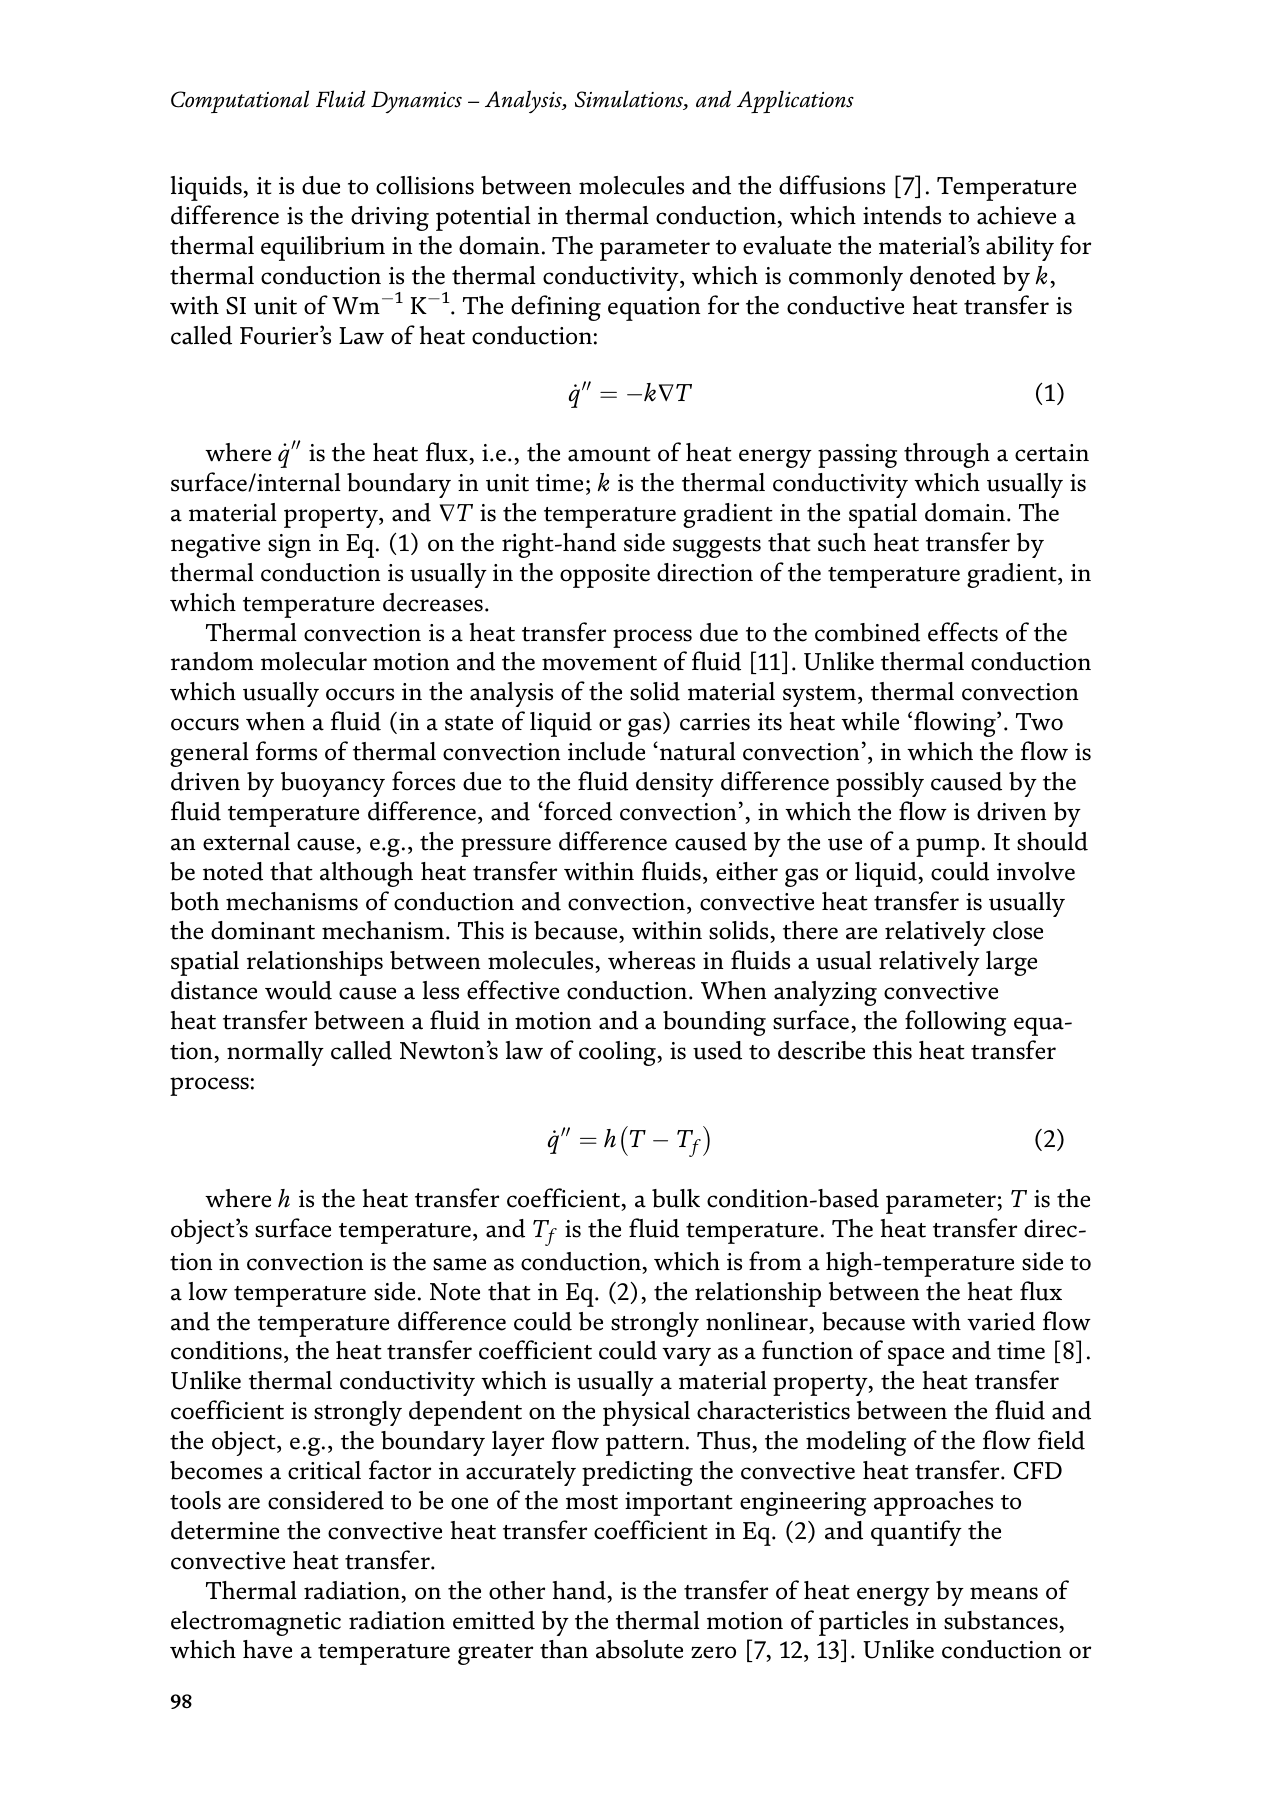 Computational Fluid Dynamics – Analysis, Simulations, and Applications
liquids, it is due to collisions between molecules and the diffusions [7]. Temperature
difference is the driving potential in thermal conduction, which intends to achieve a
thermal equilibrium in the domain. The parameter to evaluate the material’s ability for
thermal conduction is the thermal conductivity, which is commonly denoted by k,
with SI unit of Wm⁻¹ K⁻¹. The defining equation for the conductive heat transfer is
called Fourier’s Law of heat conduction:
q̇″ = −k∇T (1)
where q̇″ is the heat flux, i.e., the amount of heat energy passing through a certain
surface/internal boundary in unit time; k is the thermal conductivity which usually is
a material property, and ∇T is the temperature gradient in the spatial domain. The
negative sign in Eq. (1) on the right-hand side suggests that such heat transfer by
thermal conduction is usually in the opposite direction of the temperature gradient, in
which temperature decreases.
Thermal convection is a heat transfer process due to the combined effects of the
random molecular motion and the movement of fluid [11]. Unlike thermal conduction
which usually occurs in the analysis of the solid material system, thermal convection
occurs when a fluid (in a state of liquid or gas) carries its heat while ‘flowing’. Two
general forms of thermal convection include ‘natural convection’, in which the flow is
driven by buoyancy forces due to the fluid density difference possibly caused by the
fluid temperature difference, and ‘forced convection’, in which the flow is driven by
an external cause, e.g., the pressure difference caused by the use of a pump. It should
be noted that although heat transfer within fluids, either gas or liquid, could involve
both mechanisms of conduction and convection, convective heat transfer is usually
the dominant mechanism. This is because, within solids, there are relatively close
spatial relationships between molecules, whereas in fluids a usual relatively large
distance would cause a less effective conduction. When analyzing convective
heat transfer between a fluid in motion and a bounding surface, the following equa-
tion, normally called Newton’s law of cooling, is used to describe this heat transfer
process:
q̇″ = h(T − T_f) (2)
where h is the heat transfer coefficient, a bulk condition-based parameter; T is the
object’s surface temperature, and T_f is the fluid temperature. The heat transfer direc-
tion in convection is the same as conduction, which is from a high-temperature side to
a low temperature side. Note that in Eq. (2), the relationship between the heat flux
and the temperature difference could be strongly nonlinear, because with varied flow
conditions, the heat transfer coefficient could vary as a function of space and time [8].
Unlike thermal conductivity which is usually a material property, the heat transfer
coefficient is strongly dependent on the physical characteristics between the fluid and
the object, e.g., the boundary layer flow pattern. Thus, the modeling of the flow field
becomes a critical factor in accurately predicting the convective heat transfer. CFD
tools are considered to be one of the most important engineering approaches to
determine the convective heat transfer coefficient in Eq. (2) and quantify the
convective heat transfer.
Thermal radiation, on the other hand, is the transfer of heat energy by means of
electromagnetic radiation emitted by the thermal motion of particles in substances,
which have a temperature greater than absolute zero [7, 12, 13]. Unlike conduction or
98